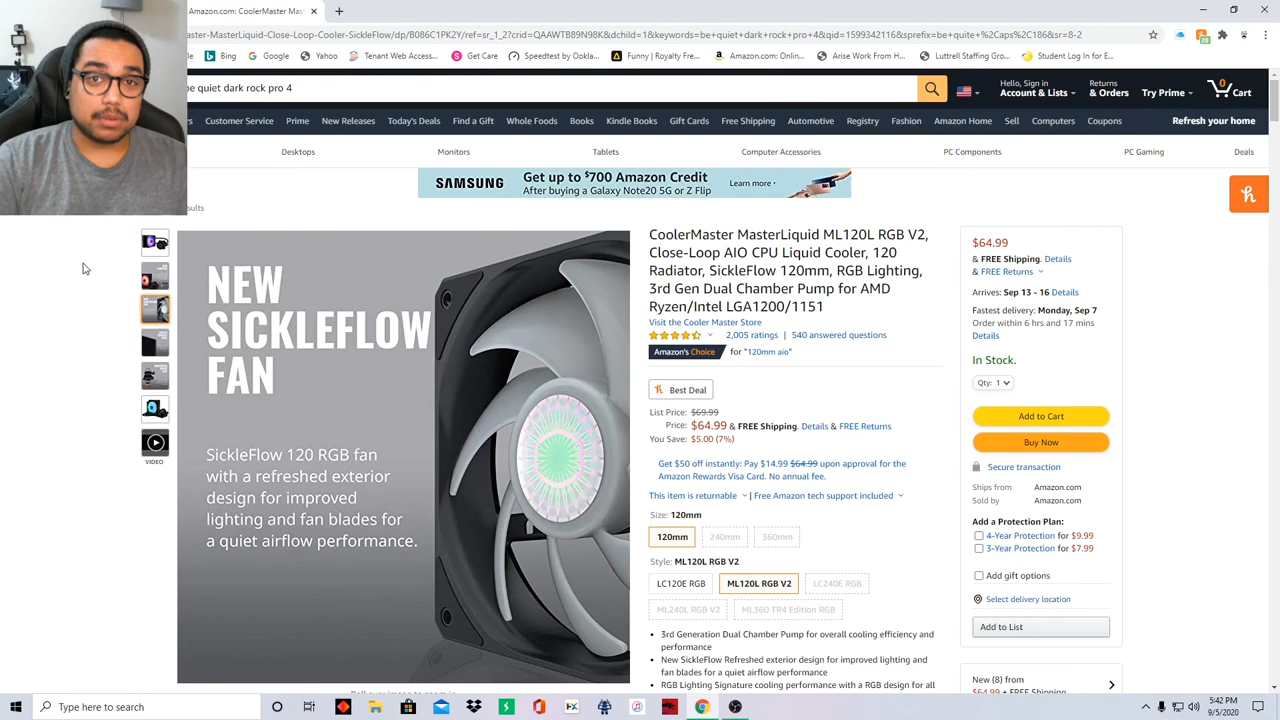 Amazon.com: CoolerMaster Mast
aster-MasterLiquid-Close-Loop-Cooler-SickleFlow/dp/B086C1PK2Y/ref=sr_1_2?crid=QAAWTB89N98K&dchild=1&keywords=be+quiet+dark+rock+pro+4&qid=1599342116&sprefix=be+quite+%2Caps%2C186&sr=8-2
20
Bing
Google
Yahoo
Tenant Web Access...
Cyber Access
Speedtest by Ookla...
Funny | Royalty Fre...
Amazon.com: Onlin...
Arise Work From H...
Luttrell Staffing Gro...
Student Log In for E...
be quiet dark rock pro 4
Hello, Sign in
Account & Lists
Returns
& Orders
Try Prime
0
Cart
Customer Service
Prime
New Releases
Today's Deals
Find a Gift
Whole Foods
Books
Kindle Books
Gift Cards
Free Shipping
Automotive
Registry
Fashion
Amazon Home
Sell
Computers
Coupons
Refresh your home
Desktops
Monitors
Tablets
Computer Accessories
PC Components
PC Gaming
Deals
SAMSUNG
Get up to $700 Amazon Credit
After buying a Galaxy Note20 5G or Z Flip
Learn more
NEW
SICKLEFLOW
FAN
SickleFlow 120 RGB fan
with a refreshed exterior
design for improved
lighting and fan blades for
a quiet airflow performance.
VIDEO
CoolerMaster MasterLiquid ML120L RGB V2,
Close-Loop AIO CPU Liquid Cooler, 120
Radiator, SickleFlow 120mm, RGB Lighting,
3rd Gen Dual Chamber Pump for AMD
Ryzen/Intel LGA1200/1151
Visit the Cooler Master Store
2,005 ratings | 540 answered questions
Amazon's Choice for "120mm aio"
Best Deal
List Price: $69.99
Price: $64.99 & FREE Shipping. Details & FREE Returns
You Save: $5.00 (7%)
Get $50 off instantly: Pay $14.99 $64.99 upon approval for the
Amazon Rewards Visa Card. No annual fee.
This item is returnable | Free Amazon tech support included
Size: 120mm
120mm
240mm
360mm
Style: ML120L RGB V2
LC120E RGB
ML120L RGB V2
LC240E RGB
ML240L RGB V2
ML360 TR4 Edition RGB
3rd Generation Dual Chamber Pump for overall cooling efficiency and
performance
New SickleFlow Refreshed exterior design for improved lighting and
fan blades for a quiet airflow performance
RGB Lighting Signature cooling performance with a RGB design for all
$64.99
& FREE Shipping. Details
& FREE Returns
Arrives: Sep 13 - 16 Details
Fastest delivery: Monday, Sep 7
Order within 6 hrs and 17 mins
Details
In Stock.
Qty: 1
Add to Cart
Buy Now
Secure transaction
Ships from Amazon.com
Sold by Amazon.com
Add a Protection Plan:
4-Year Protection for $9.99
3-Year Protection for $7.99
Add gift options
Select delivery location
Add to List
New (8) from
$64.99 + FREE Shipping
Type here to search
5:42 PM
9/5/2020